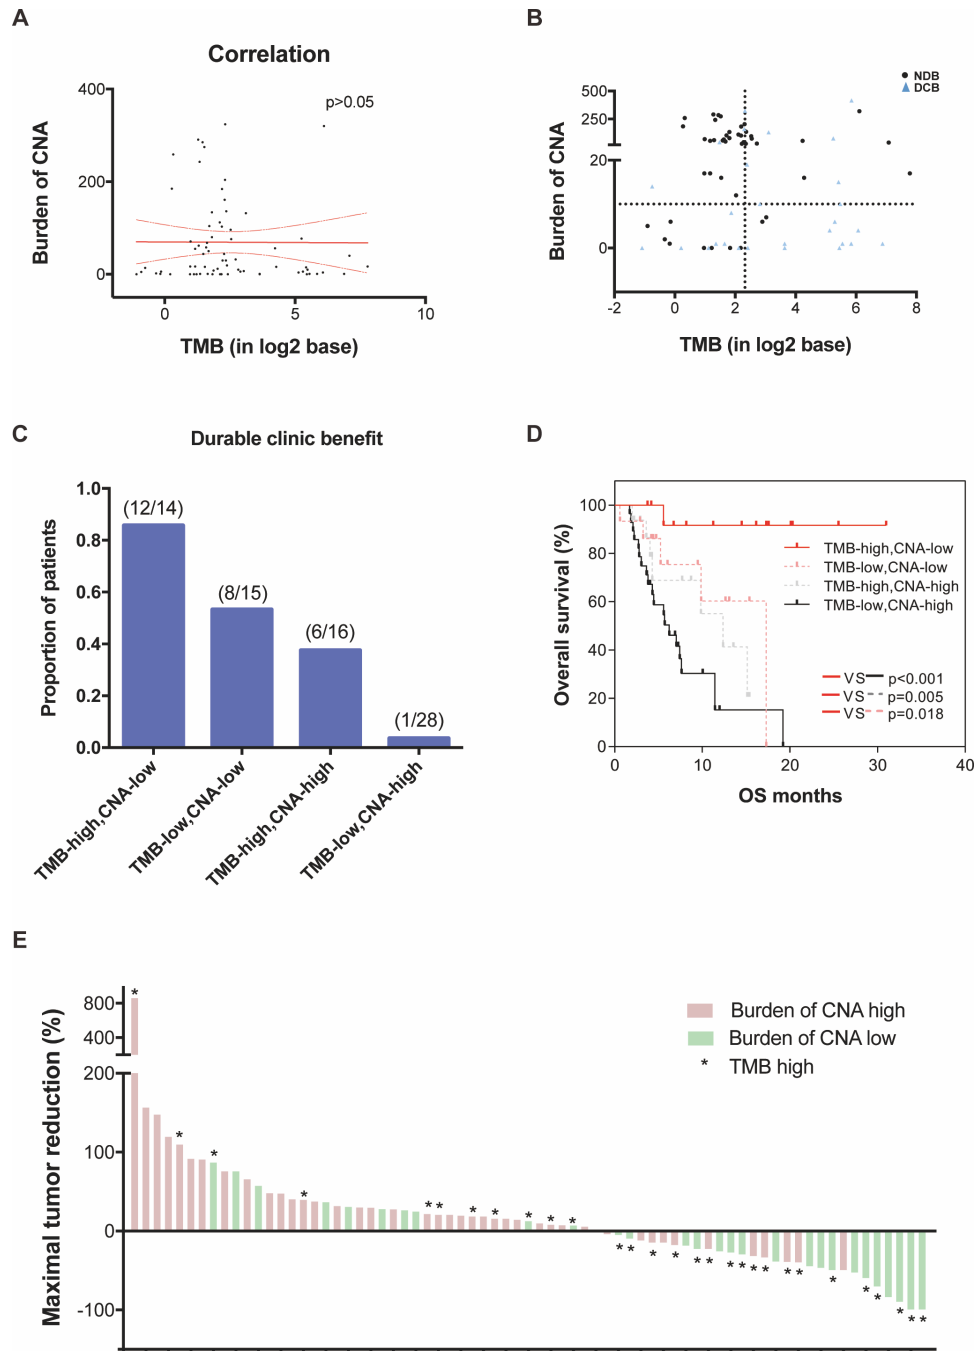 A
Correlation
p>0.05
400
200
0
0
5
10
Burden of CNA
TMB (in log2 base)
B
NDB
DCB
500
250
20
0
-2
0
2
4
6
8
Burden of CNA
TMB (in log2 base)
C
Durable clinic benefit
1.0
0.8
0.6
0.4
0.2
0.0
Proportion of patients
(12/14)
(8/15)
(6/16)
(1/28)
TMB-high,CNA-low
TMB-low,CNA-low
TMB-high,CNA-high
TMB-low,CNA-high
D
100
80
60
40
20
0
Overall survival (%)
TMB-high,CNA-low
TMB-low,CNA-low
TMB-high,CNA-high
TMB-low,CNA-high
VS p<0.001
VS p=0.005
VS p=0.018
0
10
20
30
40
OS months
E
800
400
200
100
0
-100
Maximal tumor reduction (%)
Burden of CNA high
Burden of CNA low
* TMB high